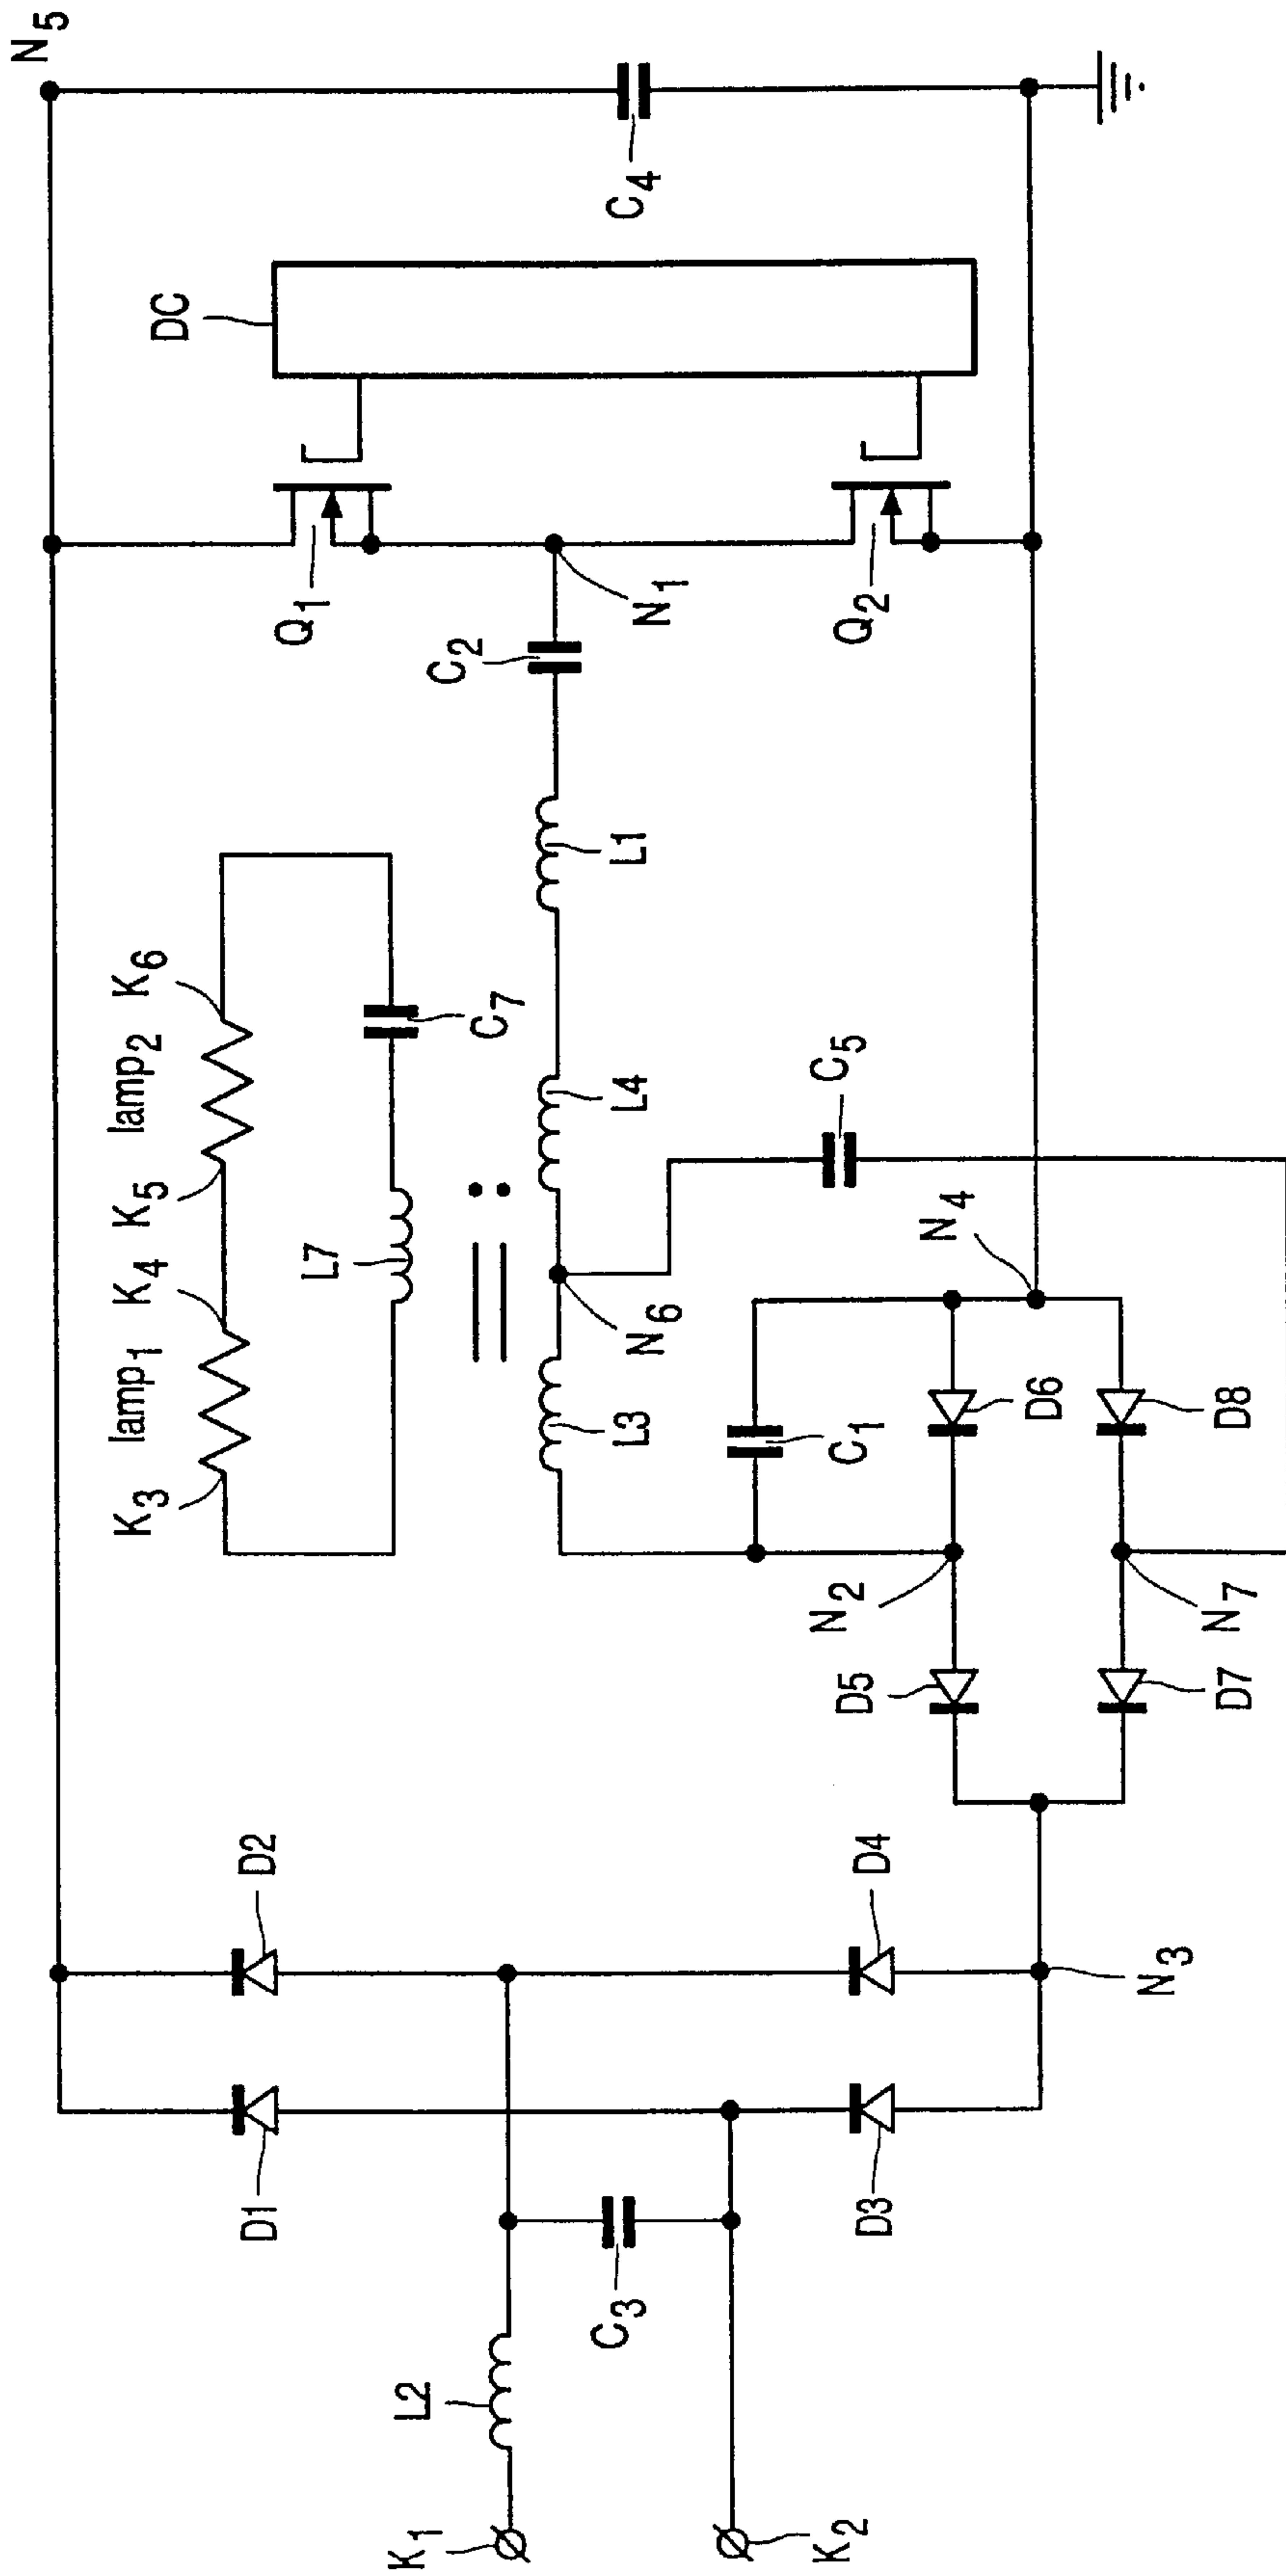 K1
K2
L2
C3
D1
D2
D3
D4
N3
K3
lamp1
K4
K5
lamp2
K6
L7
C7
L3
N6
L4
L1
C2
N1
C1
C5
D5
D6
D7
D8
N2
N7
N4
Q1
Q2
DC
C4
N5